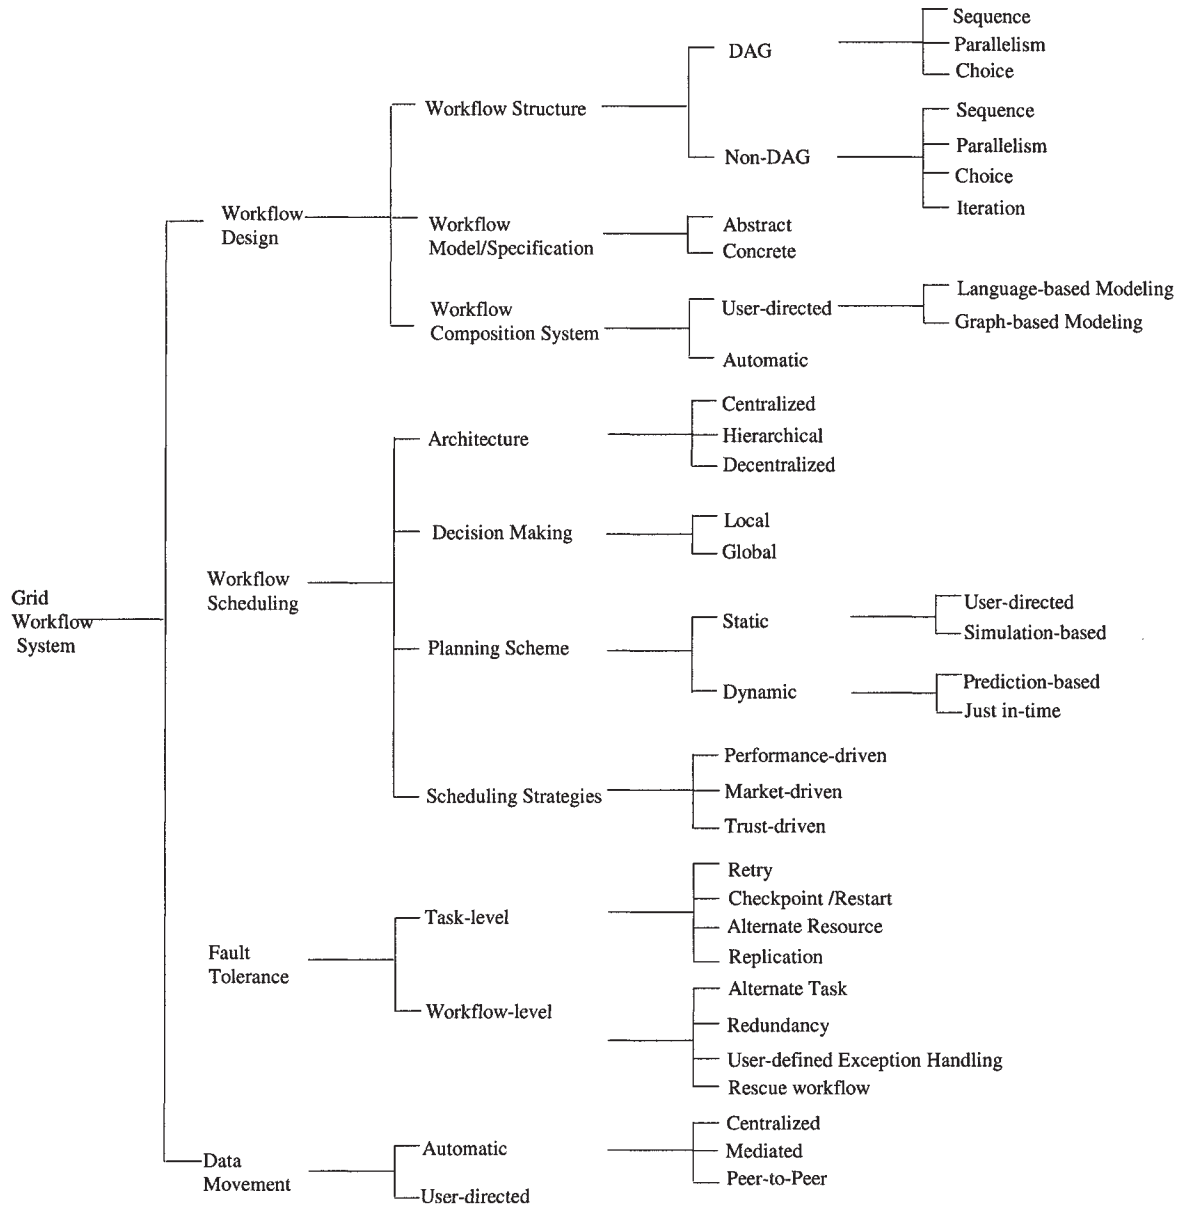 Grid
Workflow
System
Workflow
Design
Workflow Structure
DAG
Sequence
Parallelism
Choice
Non-DAG
Sequence
Parallelism
Choice
Iteration
Workflow
Model/Specification
Abstract
Concrete
Workflow
Composition System
User-directed
Language-based Modeling
Graph-based Modeling
Automatic
Workflow
Scheduling
Architecture
Centralized
Hierarchical
Decentralized
Decision Making
Local
Global
Planning Scheme
Static
User-directed
Simulation-based
Dynamic
Prediction-based
Just in-time
Scheduling Strategies
Performance-driven
Market-driven
Trust-driven
Fault
Tolerance
Task-level
Retry
Checkpoint /Restart
Alternate Resource
Replication
Workflow-level
Alternate Task
Redundancy
User-defined Exception Handling
Rescue workflow
Data
Movement
Automatic
Centralized
Mediated
Peer-to-Peer
User-directed